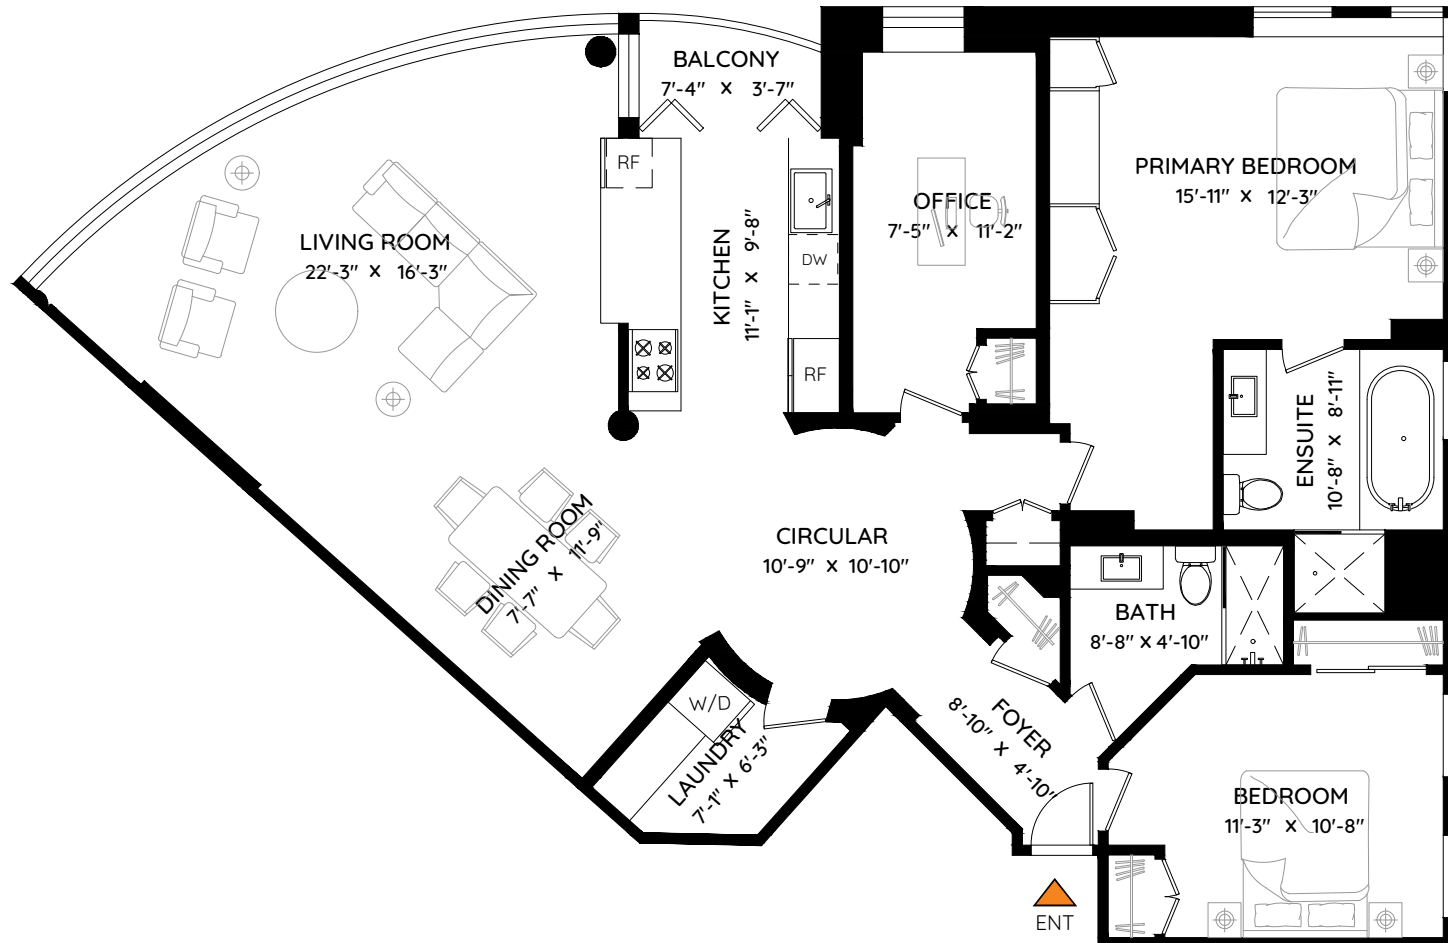 BALCONY
7'-4" X 3'-7"
RF
LIVING ROOM
22'-3" X 16'-3"
KITCHEN
11'-1" X 9'-8"
DW
RF
OFFICE
7'-5" X 11'-2"
PRIMARY BEDROOM
15'-11" X 12'-3"
ENSUITE
10'-8" X 8'-11"
DINING ROOM
7'-7" X 11'-9"
CIRCULAR
10'-9" X 10'-10"
BATH
8'-8" X 4'-10"
W/D
LAUNDRY
7'-1" X 6'-3"
FOYER
8'-10" X 4'-10"
BEDROOM
11'-3" X 10'-8"
ENT